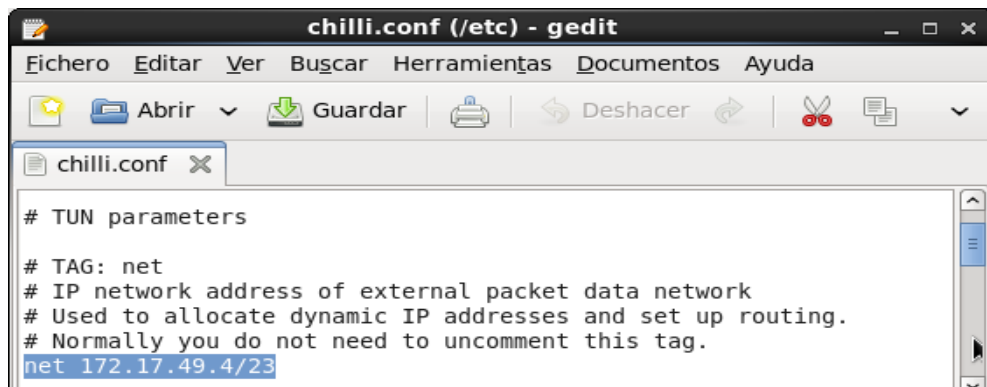 chilli.conf (/etc) - gedit
Fichero Editar Ver Buscar Herramientas Documentos Ayuda
Abrir Guardar Deshacer
chilli.conf
# TUN parameters
# TAG: net
# IP network address of external packet data network
# Used to allocate dynamic IP addresses and set up routing.
# Normally you do not need to uncomment this tag.
net 172.17.49.4/23